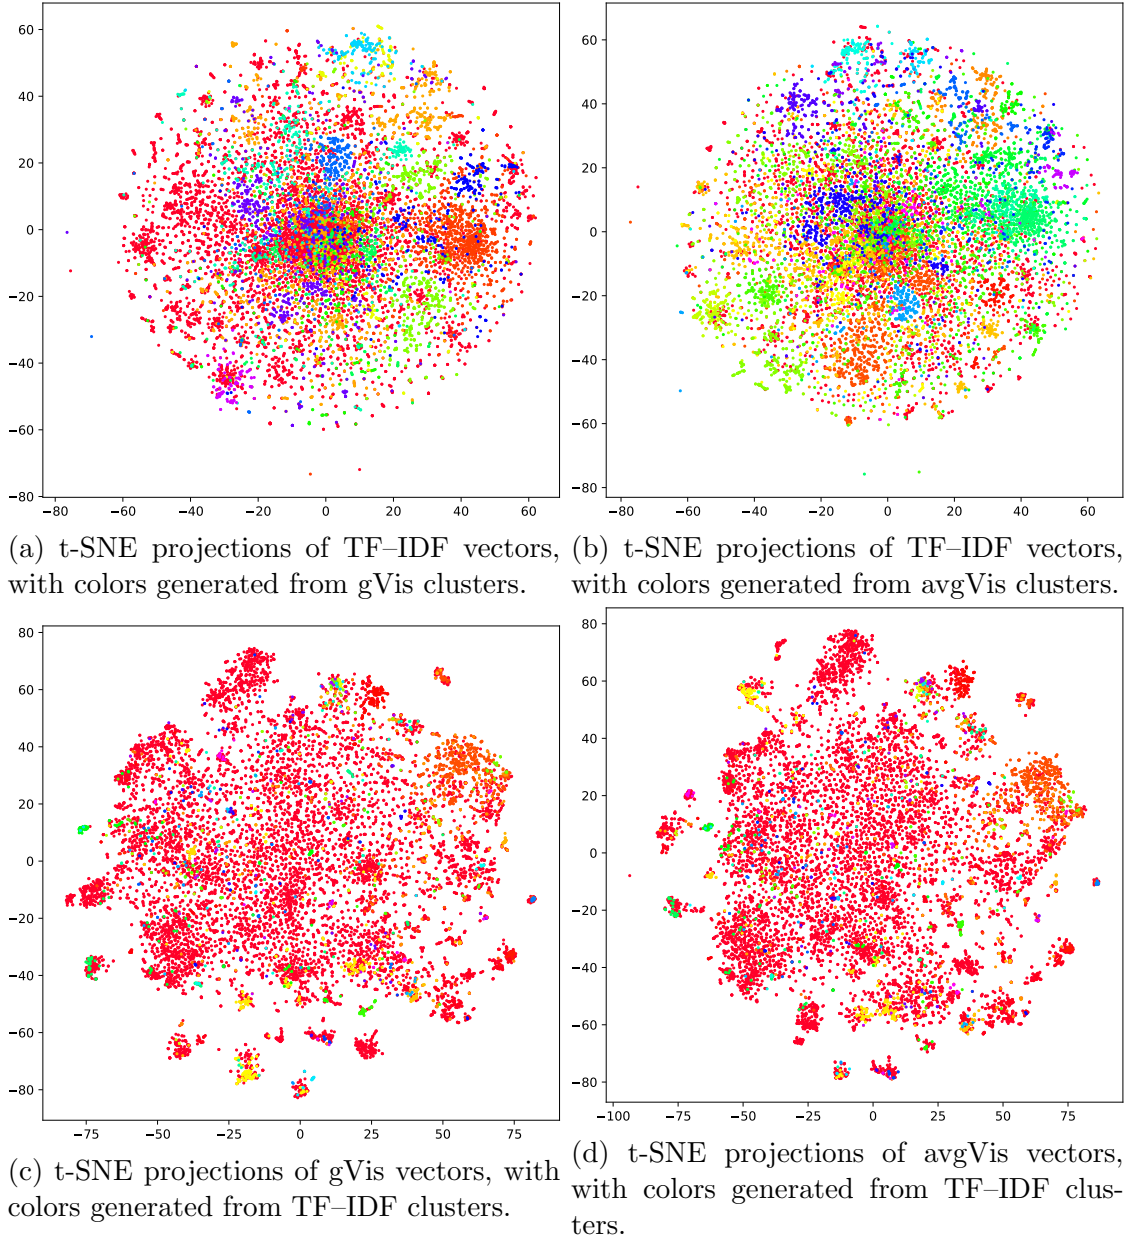 60
40
20
0
−20
−40
−60
−80
−80 −60 −40 −20 0 20 40 60
60
40
20
0
−20
−40
−60
−80
−80 −60 −40 −20 0 20 40 60
(a) t-SNE projections of TF–IDF vectors,
with colors generated from gVis clusters.
(b) t-SNE projections of TF–IDF vectors,
with colors generated from avgVis clusters.
80
60
40
20
0
−20
−40
−60
−80
−75 −50 −25 0 25 50 75
80
60
40
20
0
−20
−40
−60
−80
−100 −75 −50 −25 0 25 50 75
(c) t-SNE projections of gVis vectors, with
colors generated from TF–IDF clusters.
(d) t-SNE projections of avgVis vectors,
with colors generated from TF–IDF clus-
ters.